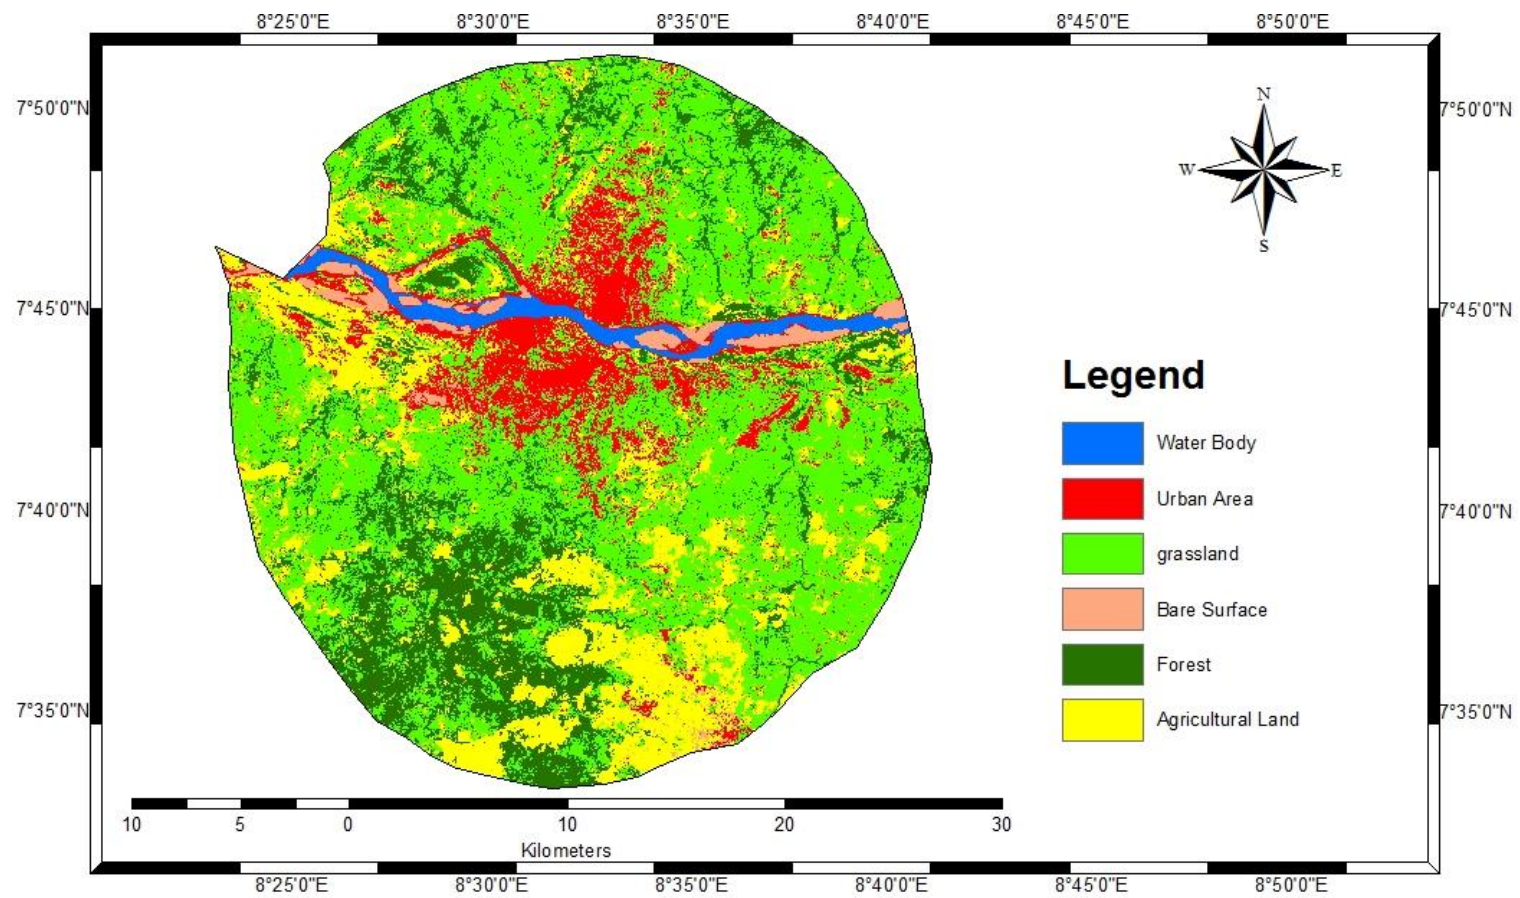 8°25'0"E 8°30'0"E 8°35'0"E 8°40'0"E 8°45'0"E 8°50'0"E
N
7°50'0"N 7°50'0"N
W E
S
7°45'0"N 7°45'0"N
Legend
Water Body
Urban Area
7°40'0"N 7°40'0"N
grassland
Bare Surface
Forest
7°35'0"N 7°35'0"N
Agricultural Land
10 5 0 10 20 30
Kilometers
8°25'0"E 8°30'0"E 8°35'0"E 8°40'0"E 8°45'0"E 8°50'0"E